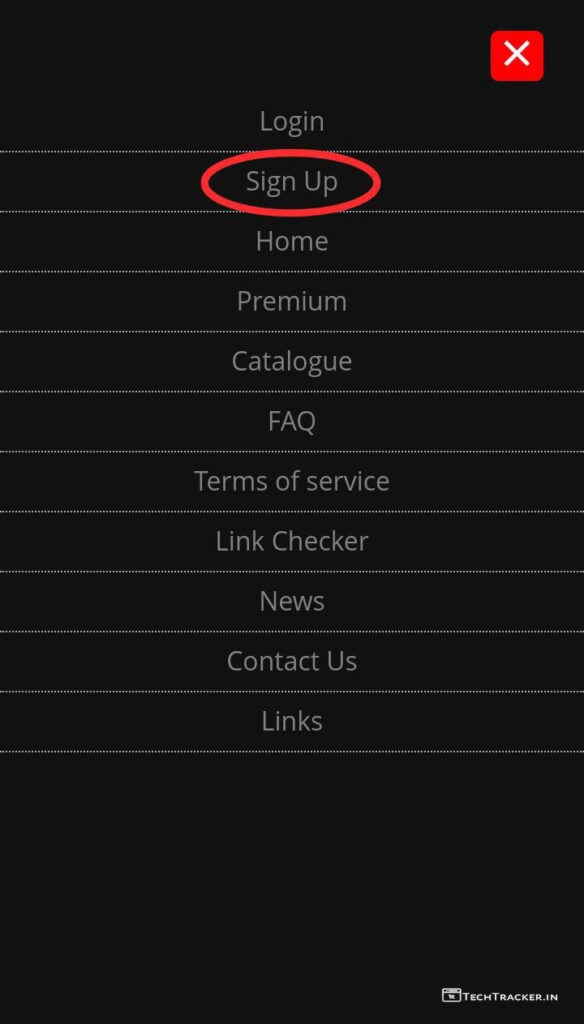 Login
Sign Up
Home
Premium
Catalogue
FAQ
Terms of service
Link Checker
News
Contact Us
Links
TECHTRACKER.IN